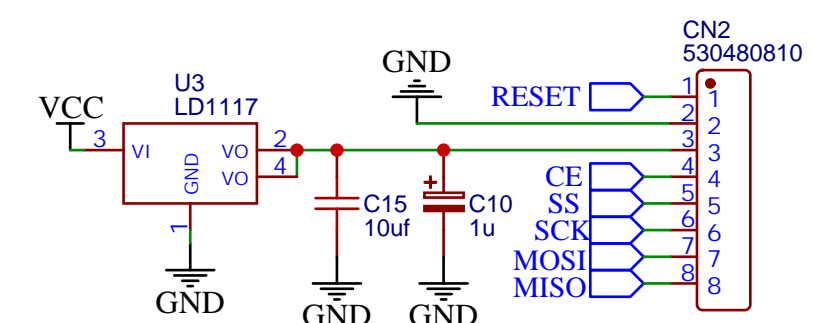 CN2
530480810
GND
U3
LD1117
VCC
RESET
1
1
2
2
3
3
3
VI
VO
2
VO
4
GND
1
CE
4
4
SS
5
5
SCK
6
6
MOSI
7
7
MISO
8
8
C15
10uf
+
C10
1u
GND
GND
GND